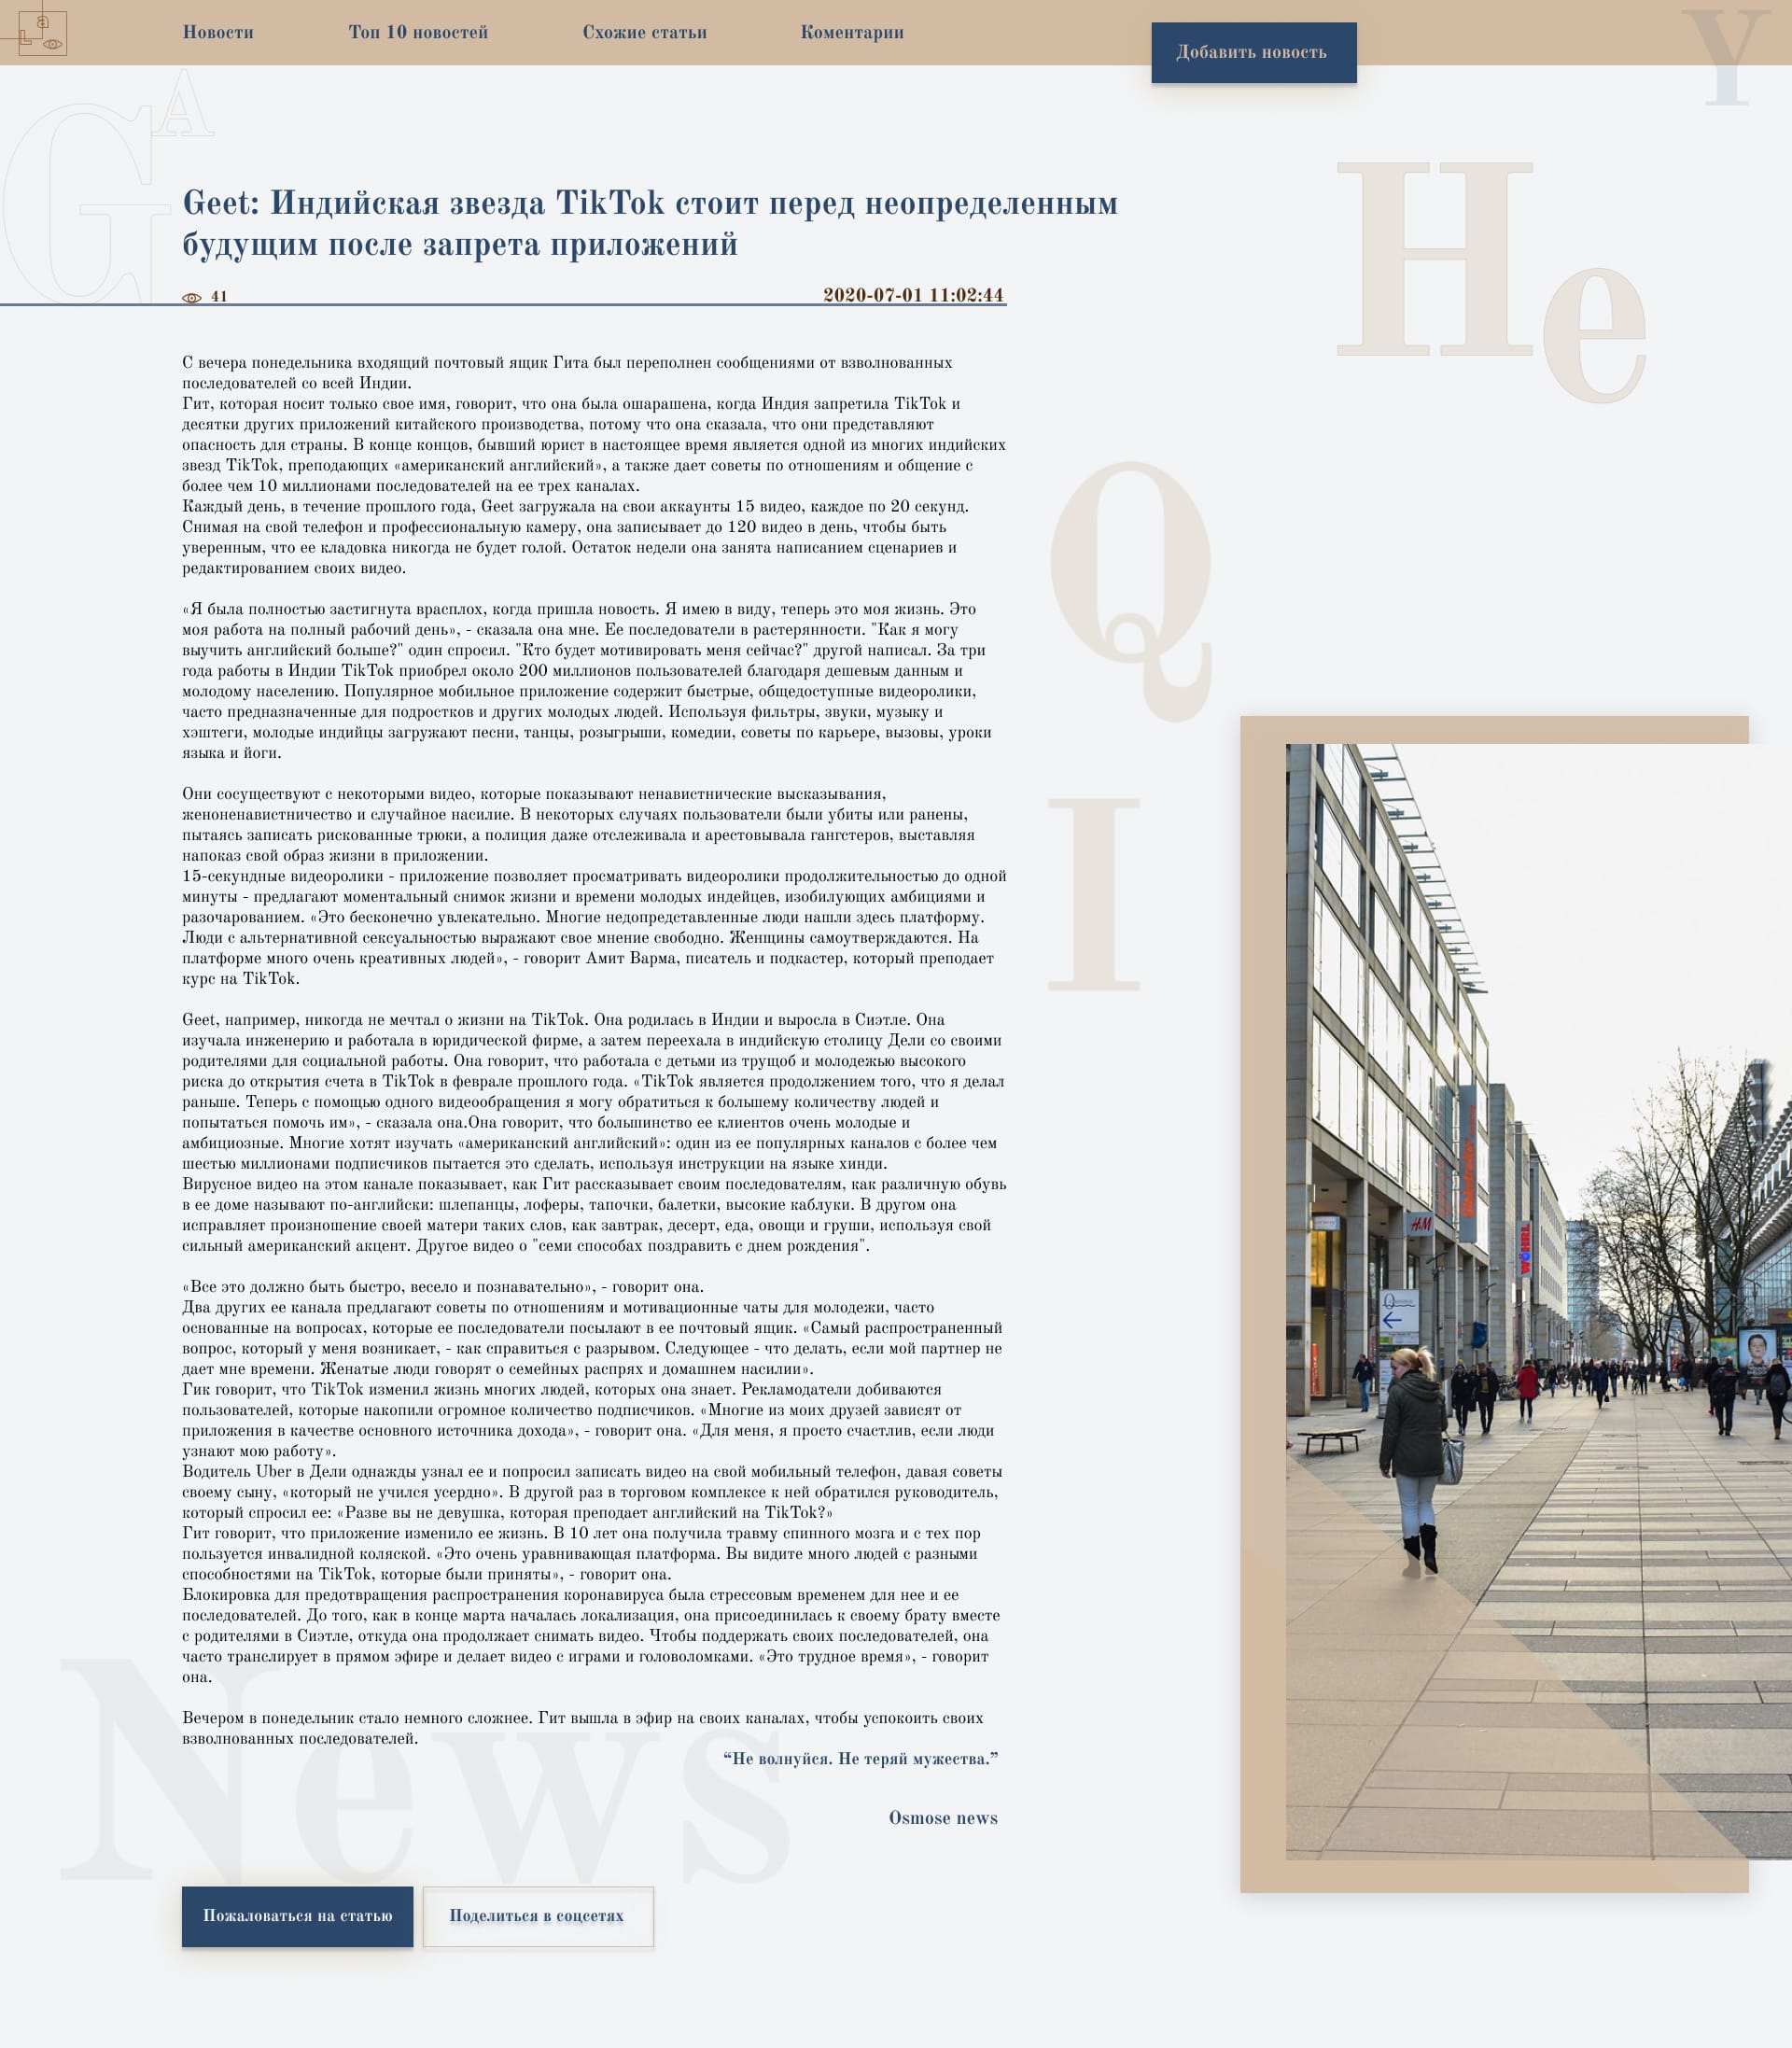 Новости Топ 10 новостей Схожие статьи Коментарии Добавить новость
Y
G A
Geet: Индийская звезда TikTok стоит перед неопределенным
будущим после запрета приложений
He
41 2020-07-01 11:02:44
С вечера понедельника входящий почтовый ящик Гита был переполнен сообщениями от взволнованных
последователей со всей Индии.
Гит, которая носит только свое имя, говорит, что она была ошарашена, когда Индия запретила TikTok и
десятки других приложений китайского производства, потому что она сказала, что они представляют
опасность для страны. В конце концов, бывший юрист в настоящее время является одной из многих индийских
звезд TikTok, преподающих «американский английский», а также дает советы по отношениям и общение с
более чем 10 миллионами последователей на ее трех каналах.
Каждый день, в течение прошлого года, Geet загружала на свои аккаунты 15 видео, каждое по 20 секунд.
Снимая на свой телефон и профессиональную камеру, она записывает до 120 видео в день, чтобы быть
уверенным, что ее кладовка никогда не будет голой. Остаток недели она занята написанием сценариев и
редактированием своих видео.
Q
«Я была полностью застигнута врасплох, когда пришла новость. Я имею в виду, теперь это моя жизнь. Это
моя работа на полный рабочий день», - сказала она мне. Ее последователи в растерянности. "Как я могу
выучить английский больше?" один спросил. "Кто будет мотивировать меня сейчас?" другой написал. За три
года работы в Индии TikTok приобрел около 200 миллионов пользователей благодаря дешевым данным и
молодому населению. Популярное мобильное приложение содержит быстрые, общедоступные видеоролики,
часто предназначенные для подростков и других молодых людей. Используя фильтры, звуки, музыку и
хэштеги, молодые индийцы загружают песни, танцы, розыгрыши, комедии, советы по карьере, вызовы, уроки
языка и йоги.
I
Они сосуществуют с некоторыми видео, которые показывают ненавистнические высказывания,
женоненавистничество и случайное насилие. В некоторых случаях пользователи были убиты или ранены,
пытаясь записать рискованные трюки, а полиция даже отслеживала и арестовывала гангстеров, выставляя
напоказ свой образ жизни в приложении.
15-секундные видеоролики - приложение позволяет просматривать видеоролики продолжительностью до одной
минуты - предлагают моментальный снимок жизни и времени молодых индейцев, изобилующих амбициями и
разочарованием. «Это бесконечно увлекательно. Многие недопредставленные люди нашли здесь платформу.
Люди с альтернативной сексуальностью выражают свое мнение свободно. Женщины самоутверждаются. На
платформе много очень креативных людей», - говорит Амит Варма, писатель и подкастер, который преподает
курс на TikTok.
Geet, например, никогда не мечтал о жизни на TikTok. Она родилась в Индии и выросла в Сиэтле. Она
изучала инженерию и работала в юридической фирме, а затем переехала в индийскую столицу Дели со своими
родителями для социальной работы. Она говорит, что работала с детьми из трущоб и молодежью высокого
риска до открытия счета в TikTok в феврале прошлого года. «TikTok является продолжением того, что я делал
раньше. Теперь с помощью одного видеообращения я могу обратиться к большему количеству людей и
попытаться помочь им», - сказала она.Она говорит, что большинство ее клиентов очень молодые и
амбициозные. Многие хотят изучать «американский английский»: один из ее популярных каналов с более чем
шестью миллионами подписчиков пытается это сделать, используя инструкции на языке хинди.
Вирусное видео на этом канале показывает, как Гит рассказывает своим последователям, как различную обувь
в ее доме называют по-английски: шлепанцы, лоферы, тапочки, балетки, высокие каблуки. В другом она
исправляет произношение своей матери таких слов, как завтрак, десерт, еда, овощи и груши, используя свой
сильный американский акцент. Другое видео о "семи способах поздравить с днем рождения".
«Все это должно быть быстро, весело и познавательно», - говорит она.
Два других ее канала предлагают советы по отношениям и мотивационные чаты для молодежи, часто
основанные на вопросах, которые ее последователи посылают в ее почтовый ящик. «Самый распространенный
вопрос, который у меня возникает, - как справиться с разрывом. Следующее - что делать, если мой партнер не
дает мне времени. Женатые люди говорят о семейных распрях и домашнем насилии».
Гик говорит, что TikTok изменил жизнь многих людей, которых она знает. Рекламодатели добиваются
пользователей, которые накопили огромное количество подписчиков. «Многие из моих друзей зависят от
приложения в качестве основного источника дохода», - говорит она. «Для меня, я просто счастлив, если люди
узнают мою работу».
Водитель Uber в Дели однажды узнал ее и попросил записать видео на свой мобильный телефон, давая советы
своему сыну, «который не учился усердно». В другой раз в торговом комплексе к ней обратился руководитель,
который спросил ее: «Разве вы не девушка, которая преподает английский на TikTok?»
Гит говорит, что приложение изменило ее жизнь. В 10 лет она получила травму спинного мозга и с тех пор
пользуется инвалидной коляской. «Это очень уравнивающая платформа. Вы видите много людей с разными
способностями на TikTok, которые были приняты», - говорит она.
Блокировка для предотвращения распространения коронавируса была стрессовым временем для нее и ее
последователей. До того, как в конце марта началась локализация, она присоединилась к своему брату вместе
с родителями в Сиэтле, откуда она продолжает снимать видео. Чтобы поддержать своих последователей, она
часто транслирует в прямом эфире и делает видео с играми и головоломками. «Это трудное время», - говорит
она.
Вечером в понедельник стало немного сложнее. Гит вышла в эфир на своих каналах, чтобы успокоить своих
взволнованных последователей.
“Не волнуйся. Не теряй мужества.”
News
Osmose news
Пожаловаться на статью Поделиться в соцсетях
H&M
WÖHRL